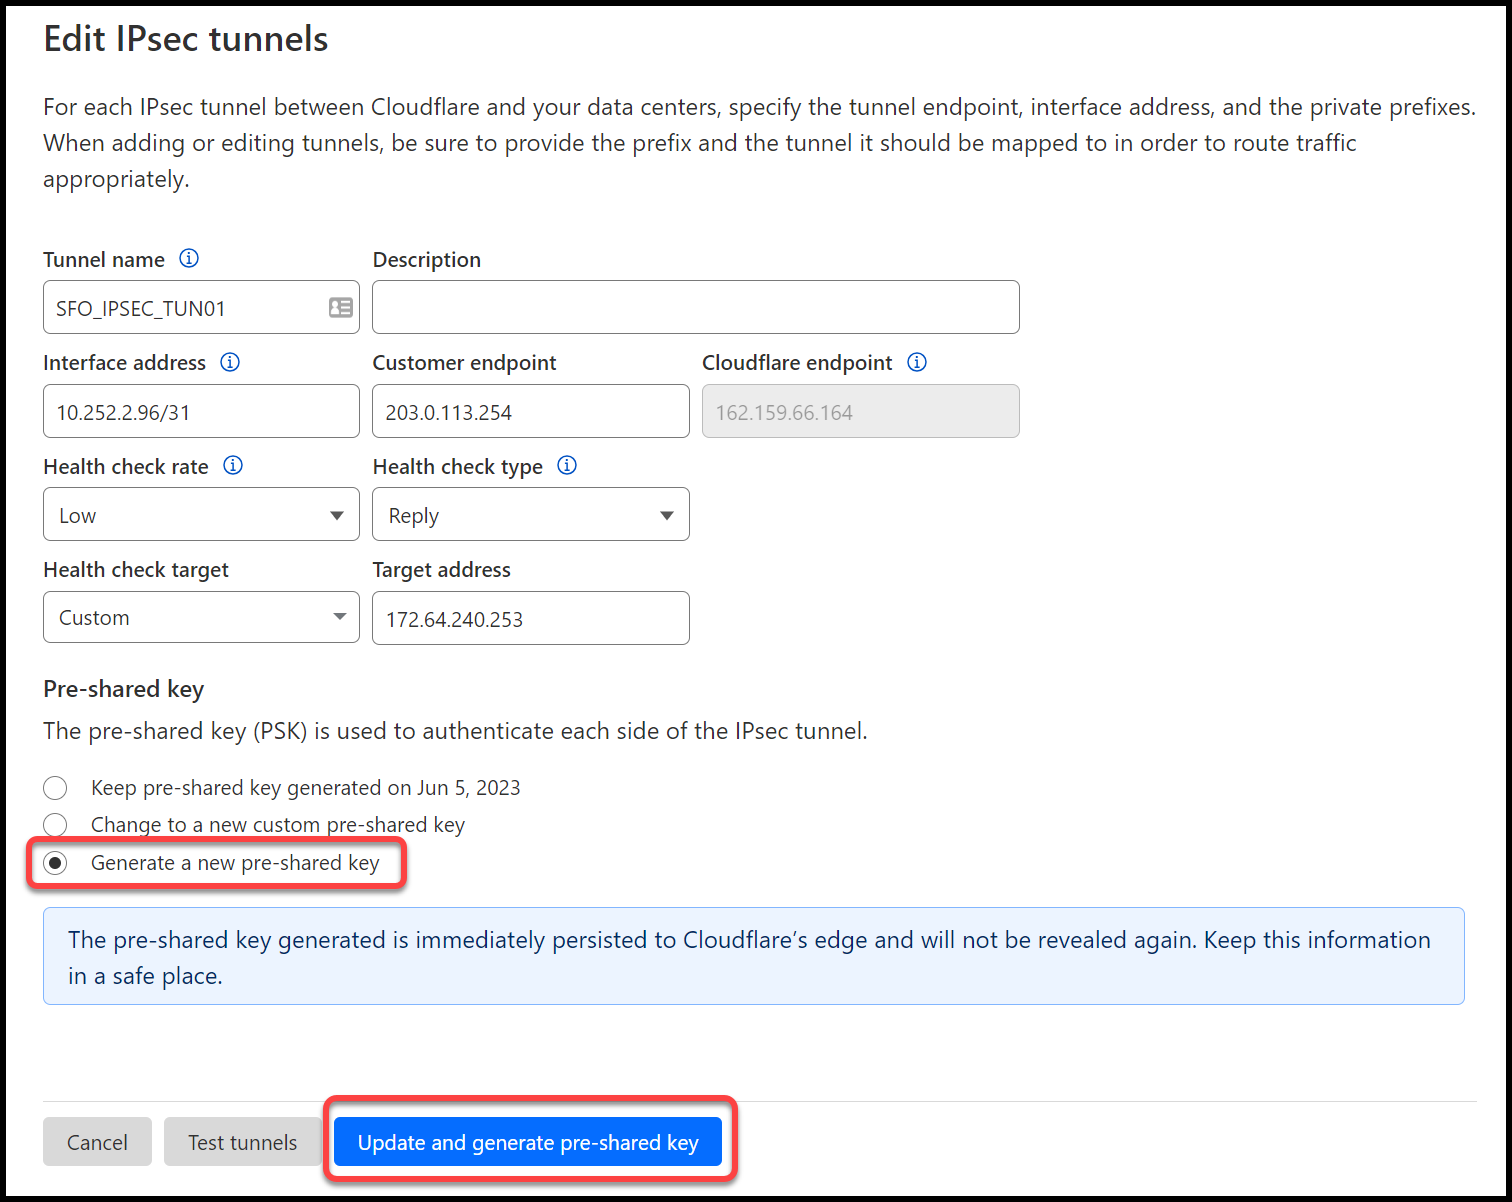 Edit IPsec tunnels
For each IPsec tunnel between Cloudflare and your data centers, specify the tunnel endpoint, interface address, and the private prefixes.
When adding or editing tunnels, be sure to provide the prefix and the tunnel it should be mapped to in order to route traffic
appropriately.
Tunnel name Description
SFO_IPSEC_TUN01
Interface address Customer endpoint Cloudflare endpoint
10.252.2.96/31 203.0.113.254 162.159.66.164
Health check rate Health check type
Low Reply
Health check target Target address
Custom 172.64.240.253
Pre-shared key
The pre-shared key (PSK) is used to authenticate each side of the IPsec tunnel.
Keep pre-shared key generated on Jun 5, 2023
Change to a new custom pre-shared key
Generate a new pre-shared key
The pre-shared key generated is immediately persisted to Cloudflare’s edge and will not be revealed again. Keep this information
in a safe place.
Cancel Test tunnels Update and generate pre-shared key